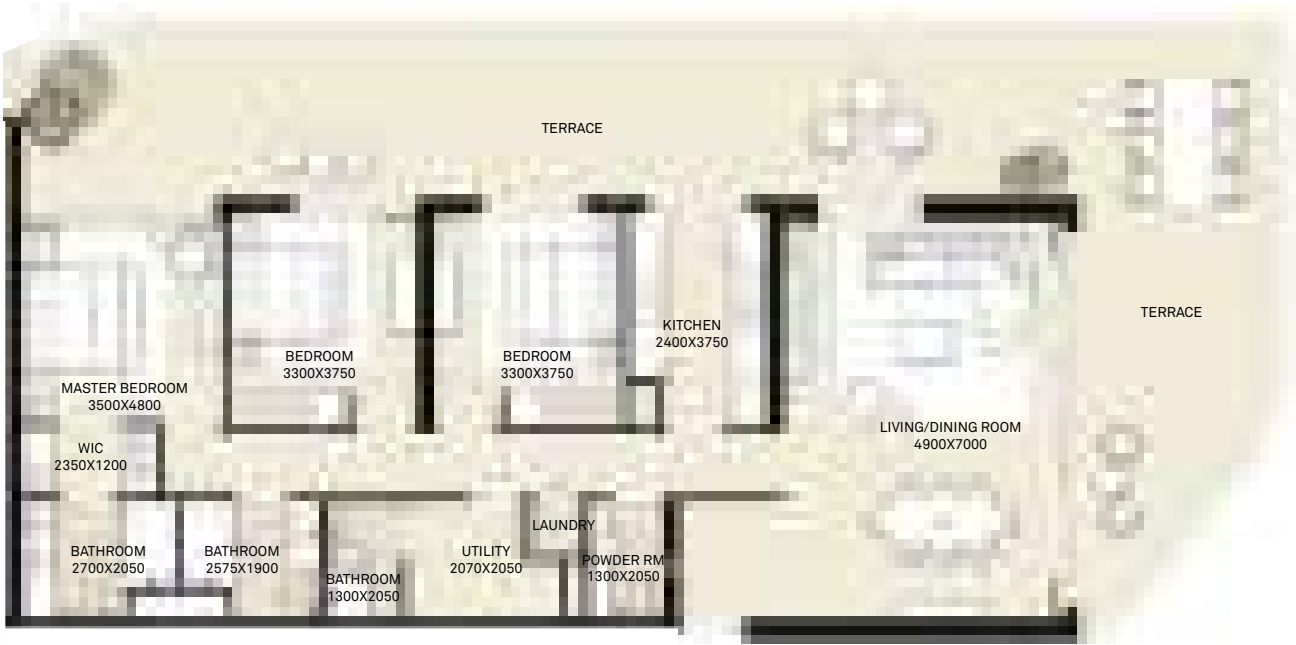 TERRACE
TERRACE
KITCHEN
2400X3750
BEDROOM
3300X3750
BEDROOM
3300X3750
MASTER BEDROOM
3500X4800
LIVING/DINING ROOM
4900X7000
WIC
2350X1200
LAUNDRY
BATHROOM
2700X2050
BATHROOM
2575X1900
UTILITY
2070X2050
POWDER RM
1300X2050
BATHROOM
1300X2050